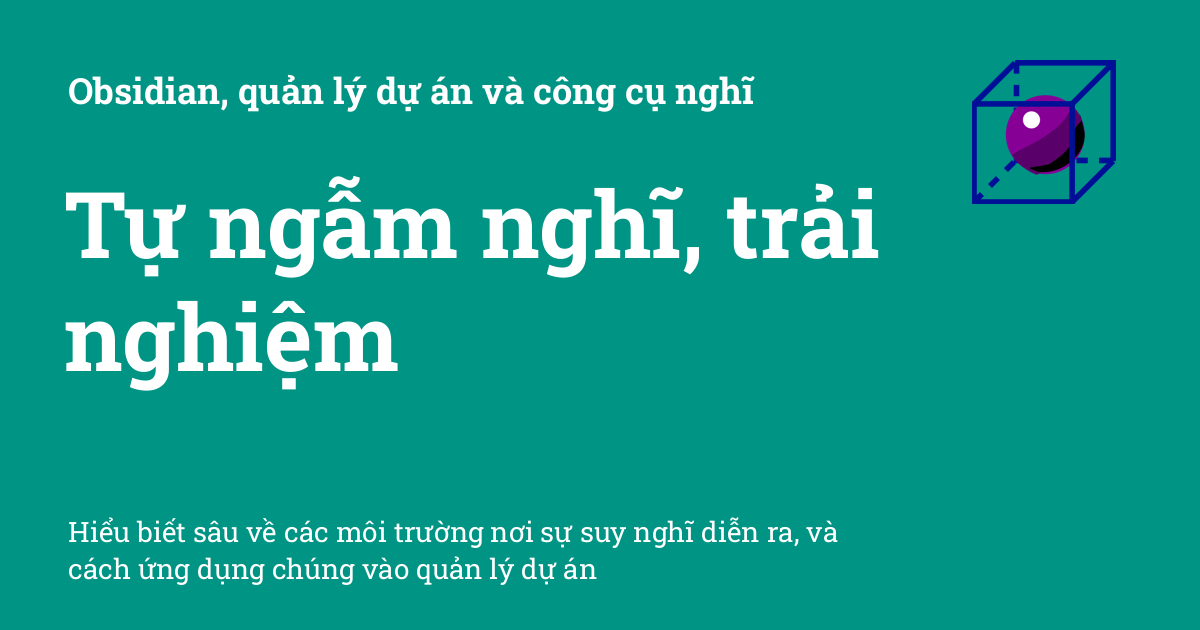 Obsidian, quản lý dự án và công cụ nghĩ
Tự ngẫm nghĩ, trải
nghiệm
Hiểu biết sâu về các môi trường nơi sự suy nghĩ diễn ra, và
cách ứng dụng chúng vào quản lý dự án